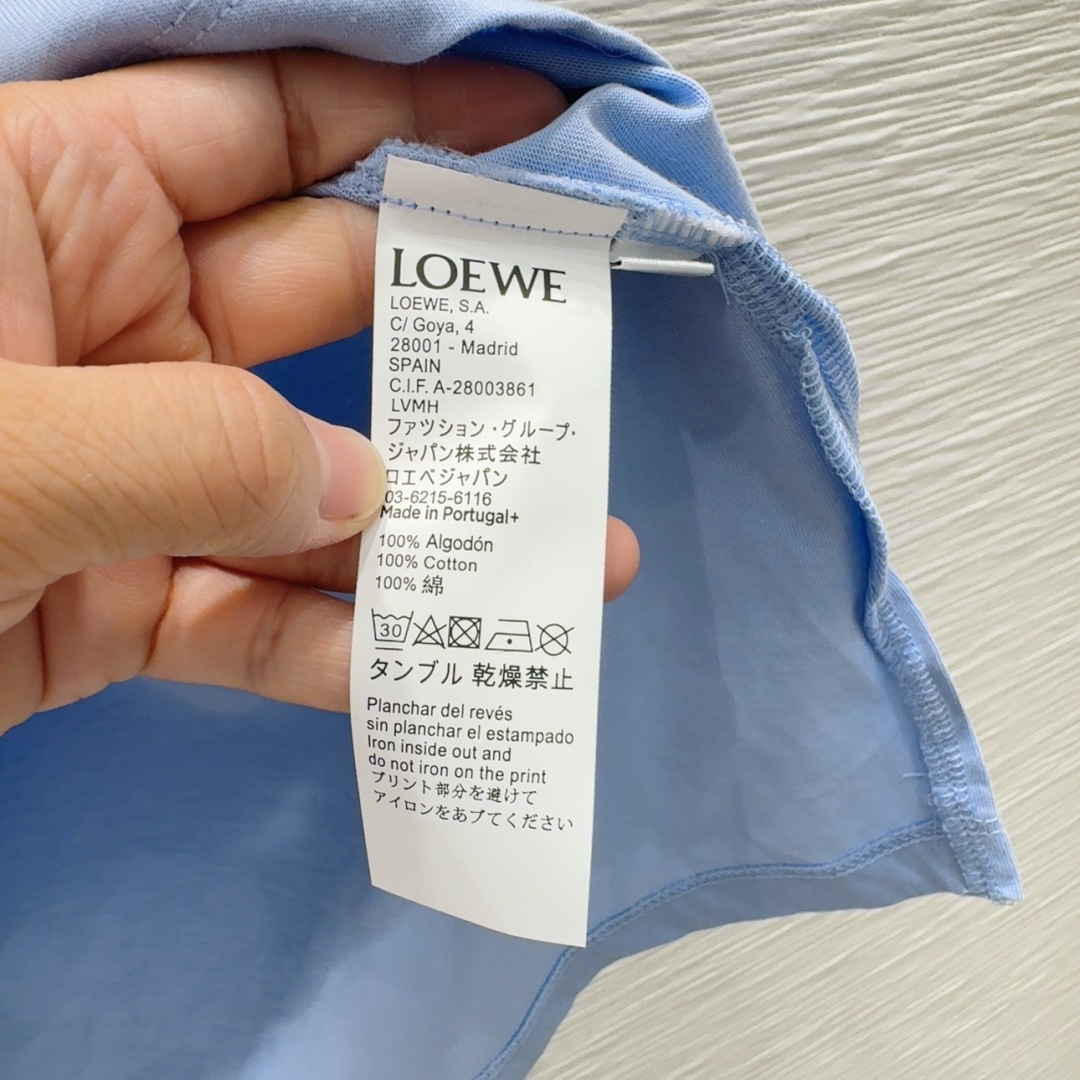 LOEWE
LOEWE, S.A.
C/ Goya, 4
28001 - Madrid
SPAIN
C.I.F. A-28003861
LVMH
ファツション・グループ・
ジャパン株式会社
ロエベジャパン
03-6215-6116
Made in Portugal+
100% Algodón
100% Cotton
100% 綿
30
タンブル 乾燥禁止
Planchar del revés
sin planchar el estampado
Iron inside out and
do not iron on the print
プリント部分を避けて
アイロンをあブてください